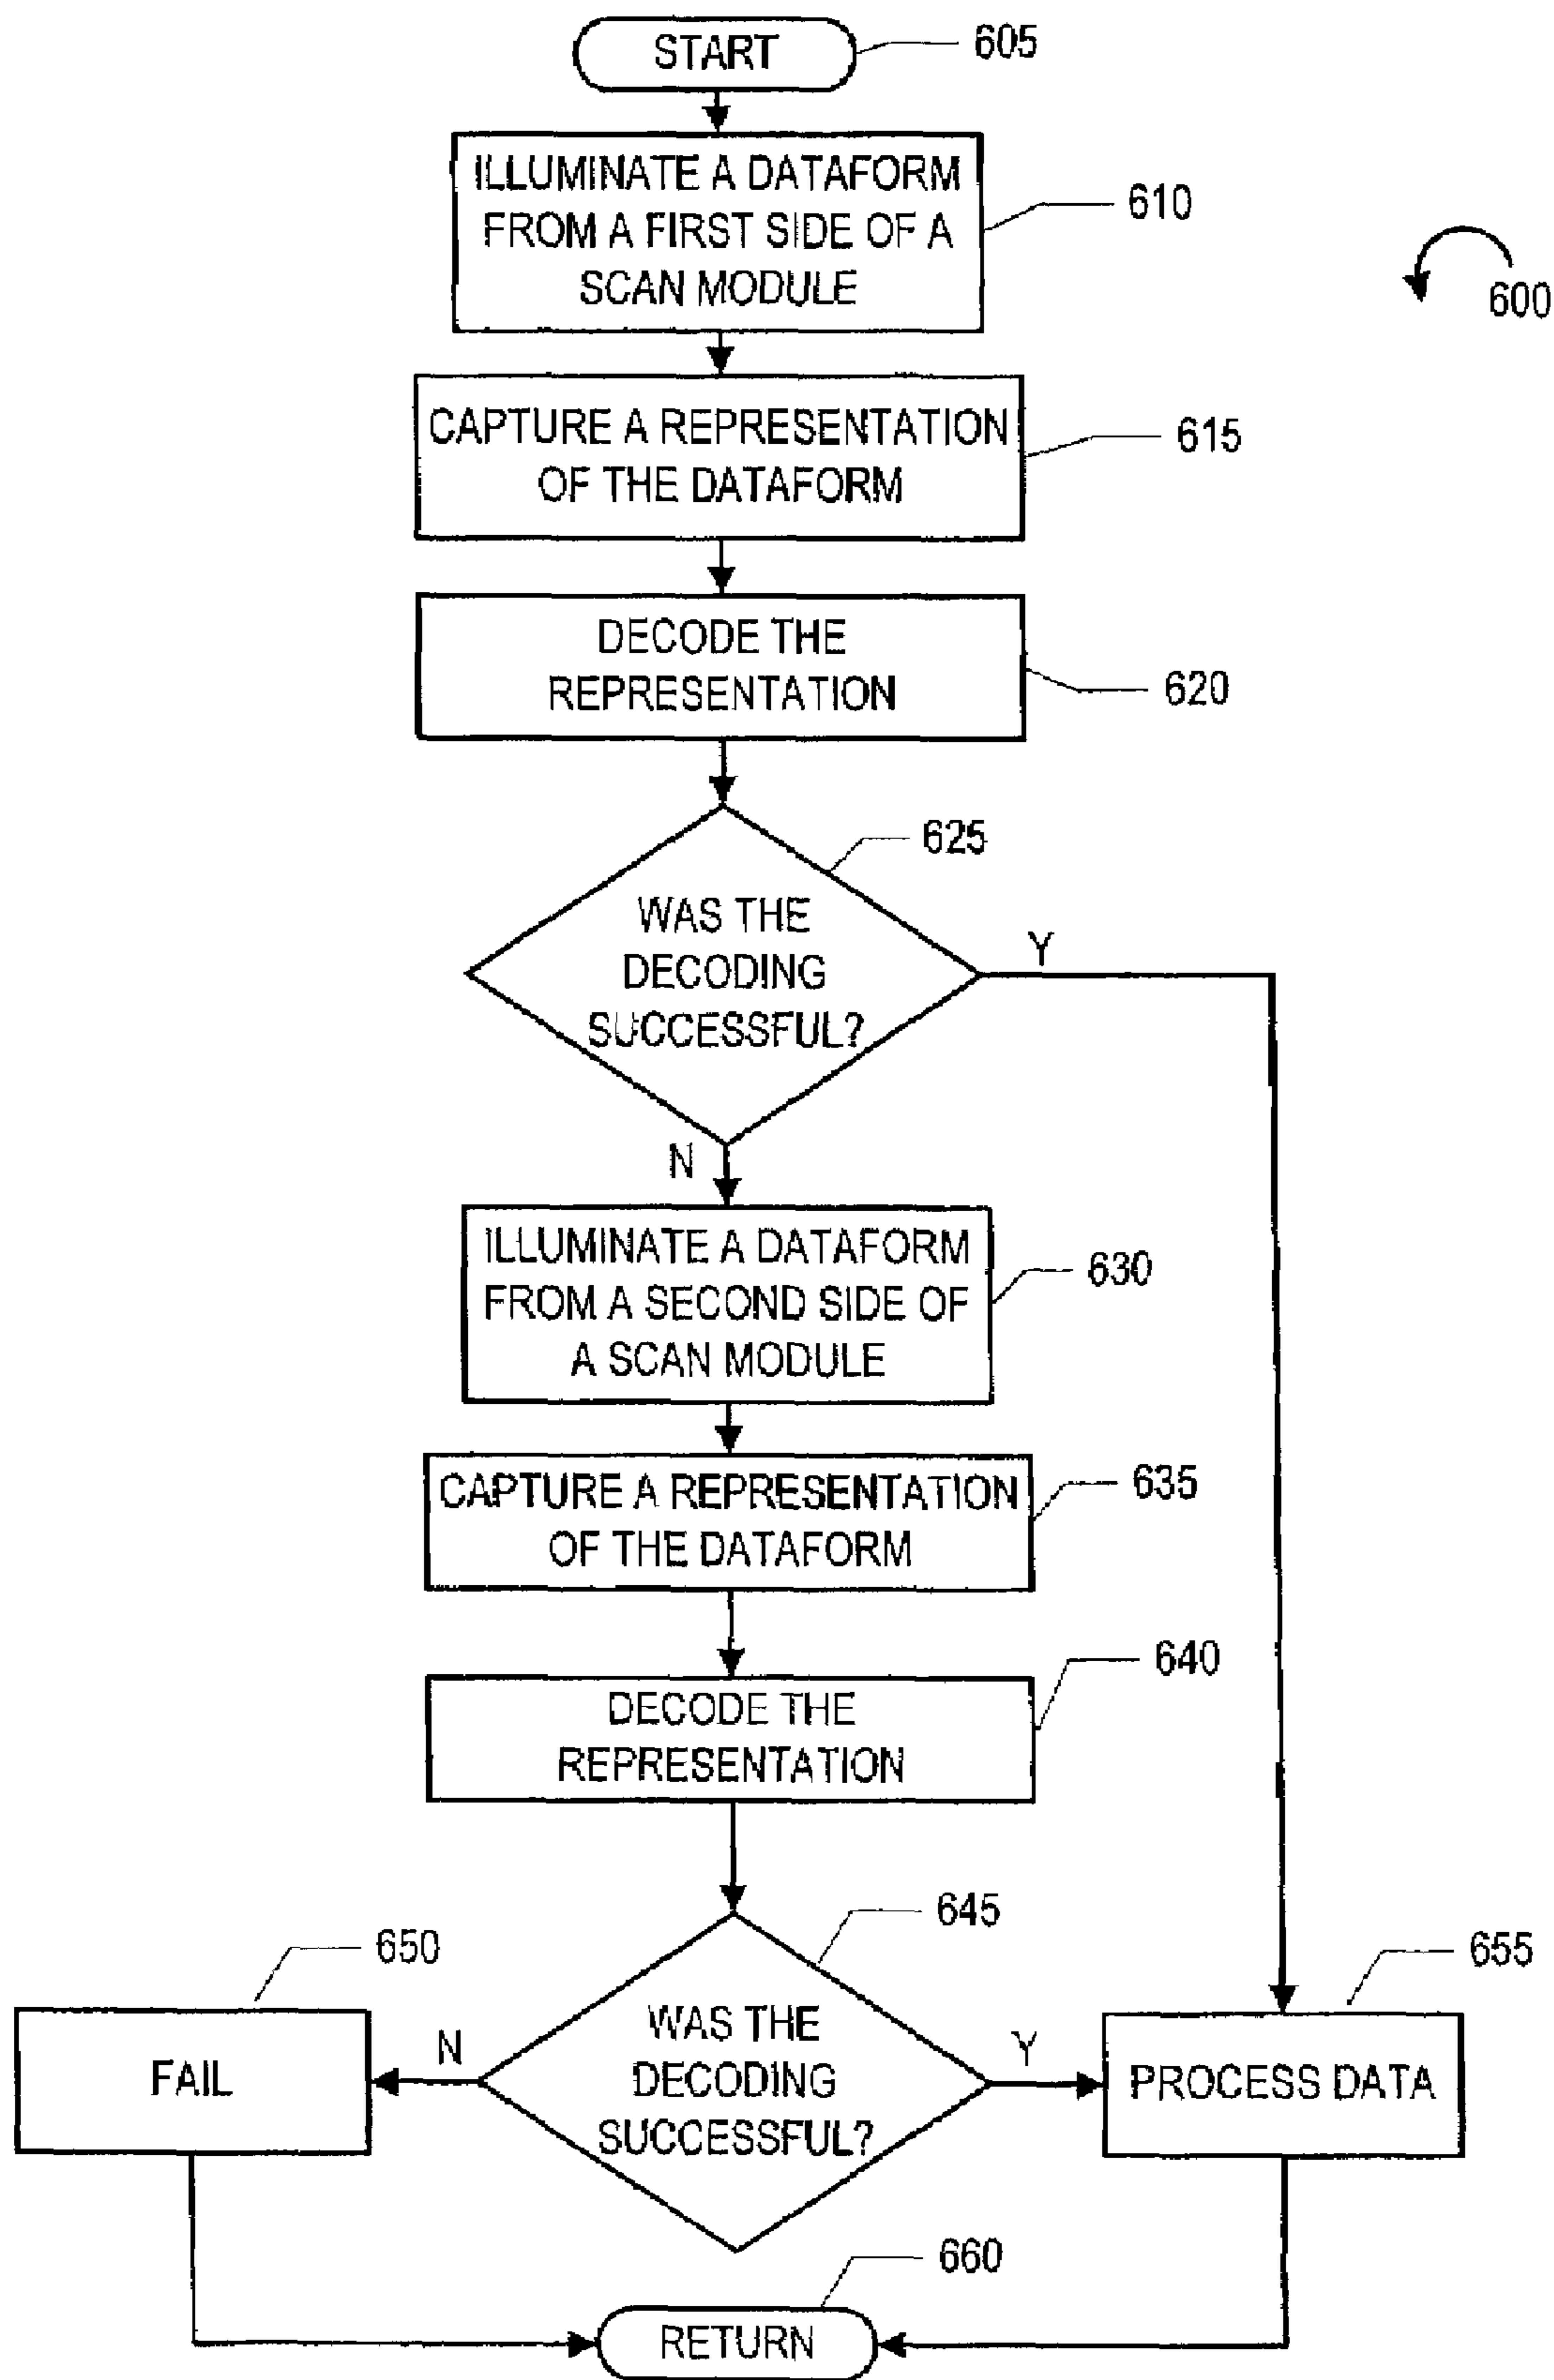 START
605
ILLUMINATE A DATAFORM
FROM A FIRST SIDE OF A
SCAN MODULE
610
600
CAPTURE A REPRESENTATION
OF THE DATAFORM
615
DECODE THE
REPRESENTATION
620
625
WAS THE
DECODING
SUCCESSFUL?
Y
N
ILLUMINATE A DATAFORM
FROM A SECOND SIDE OF
A SCAN MODULE
630
CAPTURE A REPRESENTATION
OF THE DATAFORM
635
DECODE THE
REPRESENTATION
640
645
650
655
WAS THE
DECODING
SUCCESSFUL?
N
Y
FAIL
PROCESS DATA
660
RETURN